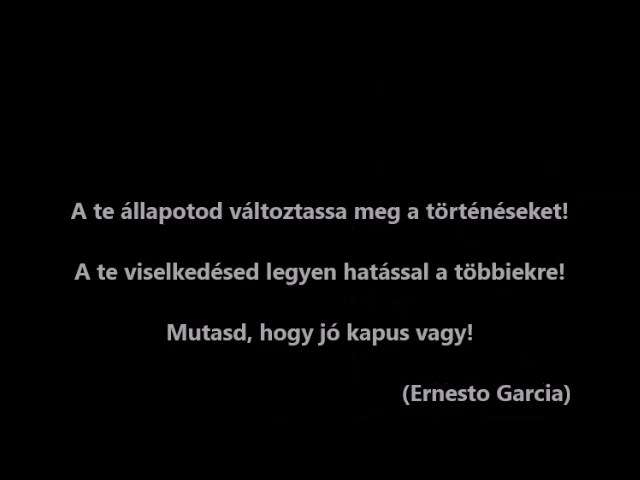 A te állapotod változtassa meg a történéseket!
A te viselkedésed legyen hatással a többiekre!
Mutasd, hogy jó kapus vagy!
(Ernesto Garcia)